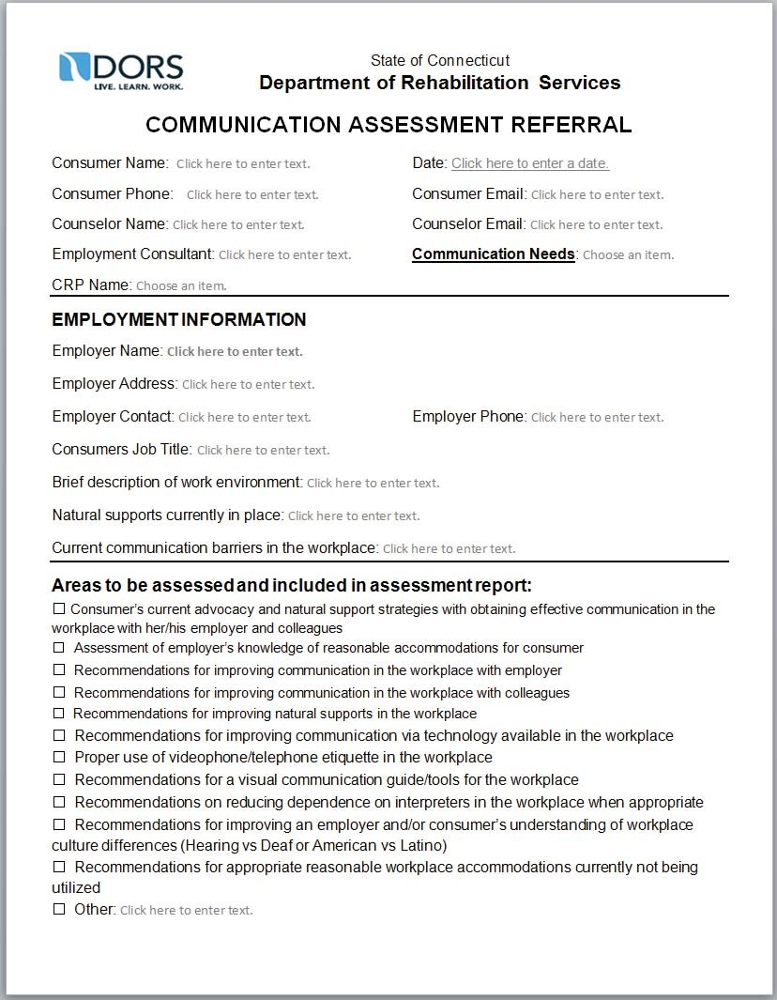 DORS
LIVE. LEARN. WORK.
State of Connecticut
Department of Rehabilitation Services
COMMUNICATION ASSESSMENT REFERRAL
Consumer Name: Click here to enter text. Date: Click here to enter a date.
Consumer Phone: Click here to enter text. Consumer Email: Click here to enter text.
Counselor Name: Click here to enter text. Counselor Email: Click here to enter text.
Employment Consultant: Click here to enter text. Communication Needs: Choose an item.
CRP Name: Choose an item.
EMPLOYMENT INFORMATION
Employer Name: Click here to enter text.
Employer Address: Click here to enter text.
Employer Contact: Click here to enter text. Employer Phone: Click here to enter text.
Consumers Job Title: Click here to enter text.
Brief description of work environment: Click here to enter text.
Natural supports currently in place: Click here to enter text.
Current communication barriers in the workplace: Click here to enter text.
Areas to be assessed and included in assessment report:
☐ Consumer's current advocacy and natural support strategies with obtaining effective communication in the
workplace with her/his employer and colleagues
☐ Assessment of employer's knowledge of reasonable accommodations for consumer
☐ Recommendations for improving communication in the workplace with employer
☐ Recommendations for improving communication in the workplace with colleagues
☐ Recommendations for improving natural supports in the workplace
☐ Recommendations for improving communication via technology available in the workplace
☐ Proper use of videophone/telephone etiquette in the workplace
☐ Recommendations for a visual communication guide/tools for the workplace
☐ Recommendations on reducing dependence on interpreters in the workplace when appropriate
☐ Recommendations for improving an employer and/or consumer's understanding of workplace
culture differences (Hearing vs Deaf or American vs Latino)
☐ Recommendations for appropriate reasonable workplace accommodations currently not being
utilized
☐ Other: Click here to enter text.